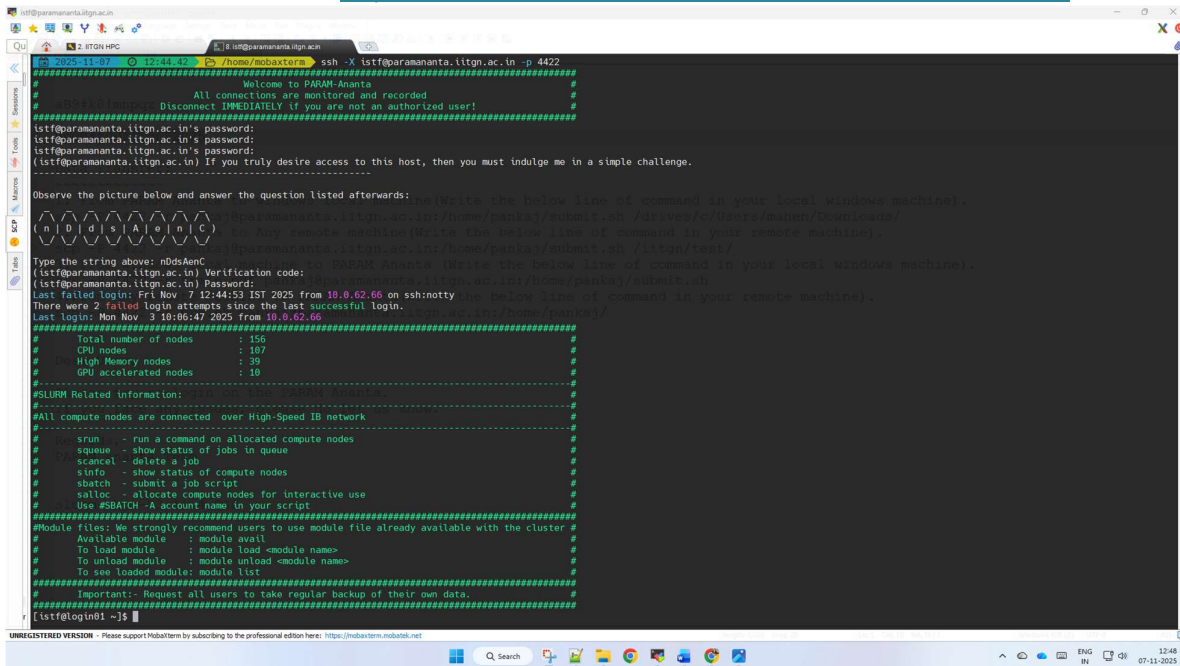 istf@paramananta.iitgn.ac.in
Qu
2. IITGN HPC
8. istf@paramananta.iitgn.ac.in
Sessions
Tools
Macros
SCP
Tabs
2025-11-07 12:44.42 /home/mobaxterm ssh -X istf@paramananta.iitgn.ac.in -p 4422
####################################################################################################
# Welcome to PARAM-Ananta #
# All connections are monitored and recorded #
# Disconnect IMMEDIATELY if you are not an authorized user! #
####################################################################################################
istf@paramananta.iitgn.ac.in's password:
istf@paramananta.iitgn.ac.in's password:
istf@paramananta.iitgn.ac.in's password:
(istf@paramananta.iitgn.ac.in) If you truly desire access to this host, then you must indulge me in a simple challenge.
--------------------------------------------------------------
Observe the picture below and answer the question listed afterwards:
  _   _   _   _   _   _   _
 / \ / \ / \ / \ / \ / \ / \
( n | D | d | s | A | e | n | C )
 \_/ \_/ \_/ \_/ \_/ \_/ \_/
Type the string above: nDdsAenC
(istf@paramananta.iitgn.ac.in) Verification code:
(istf@paramananta.iitgn.ac.in) Password:
Last failed login: Fri Nov  7 12:44:53 IST 2025 from 10.0.62.66 on ssh:notty
There were 2 failed login attempts since the last successful login.
Last login: Mon Nov  3 10:06:47 2025 from 10.0.62.66
####################################################################################################
# Total number of nodes : 156 #
# CPU nodes : 107 #
# High Memory nodes : 39 #
# GPU accelerated nodes : 10 #
#--------------------------------------------------------------------------------------------------#
#SLURM Related information: #
#--------------------------------------------------------------------------------------------------#
#All compute nodes are connected  over High-Speed IB network #
#--------------------------------------------------------------------------------------------------#
# srun - run a command on allocated compute nodes #
# squeue - show status of jobs in queue #
# scancel - delete a job #
# sinfo - show status of compute nodes #
# sbatch - submit a job script #
# salloc - allocate compute nodes for interactive use #
# Use #SBATCH -A account name in your script #
####################################################################################################
#Module files: We strongly recommend users to use module file already available with the cluster #
# Available module : module avail #
# To load module : module load <module name> #
# To unload module : module unload <module name> #
# To see loaded module: module list #
####################################################################################################
# Important:- Request all users to take regular backup of their own data. #
####################################################################################################
[istf@login01 ~]$
UNREGISTERED VERSION - Please support MobaXterm by subscribing to the professional edition here: https://mobaxterm.mobatek.net
Search
ENG
IN
12:48
07-11-2025